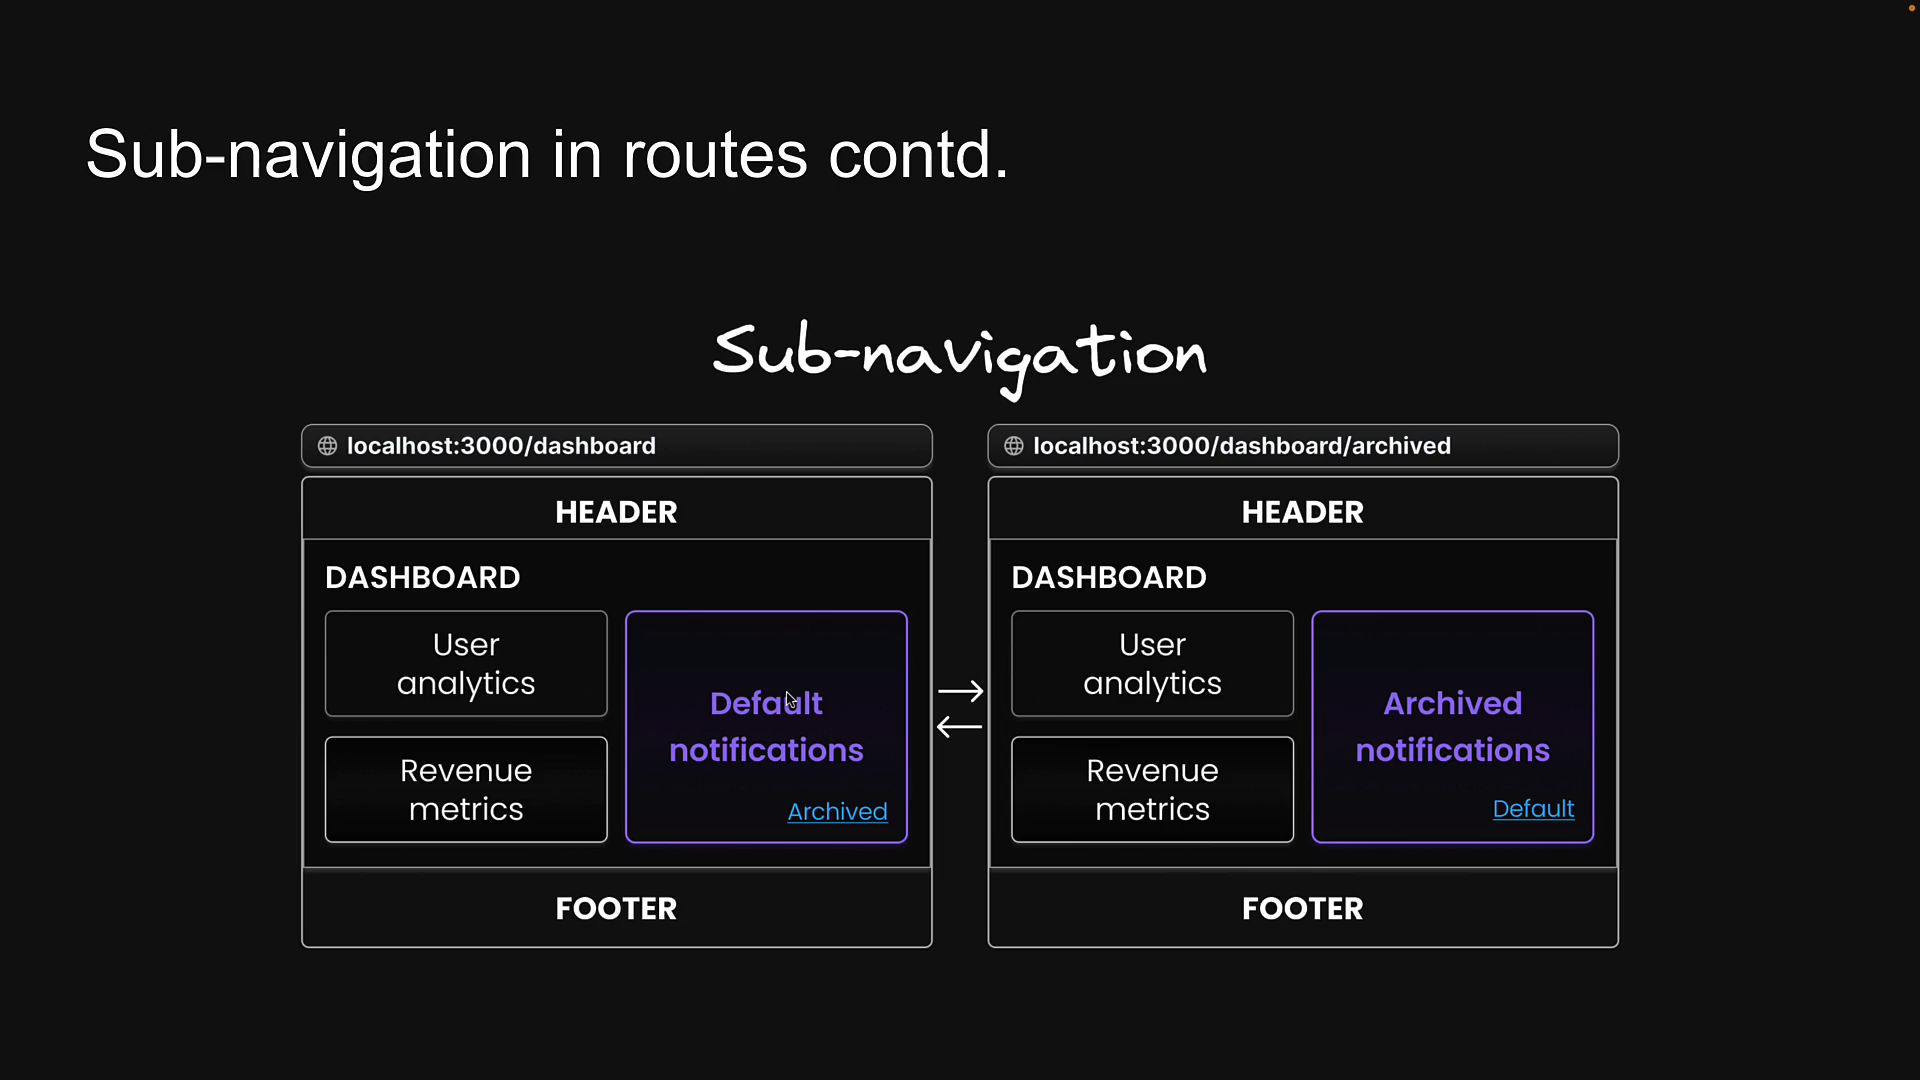 Sub-navigation in routes contd.
Sub-navigation
localhost:3000/dashboard
HEADER
DASHBOARD
User
analytics
Revenue
metrics
Default
notifications
Archived
FOOTER
localhost:3000/dashboard/archived
HEADER
DASHBOARD
User
analytics
Revenue
metrics
Archived
notifications
Default
FOOTER